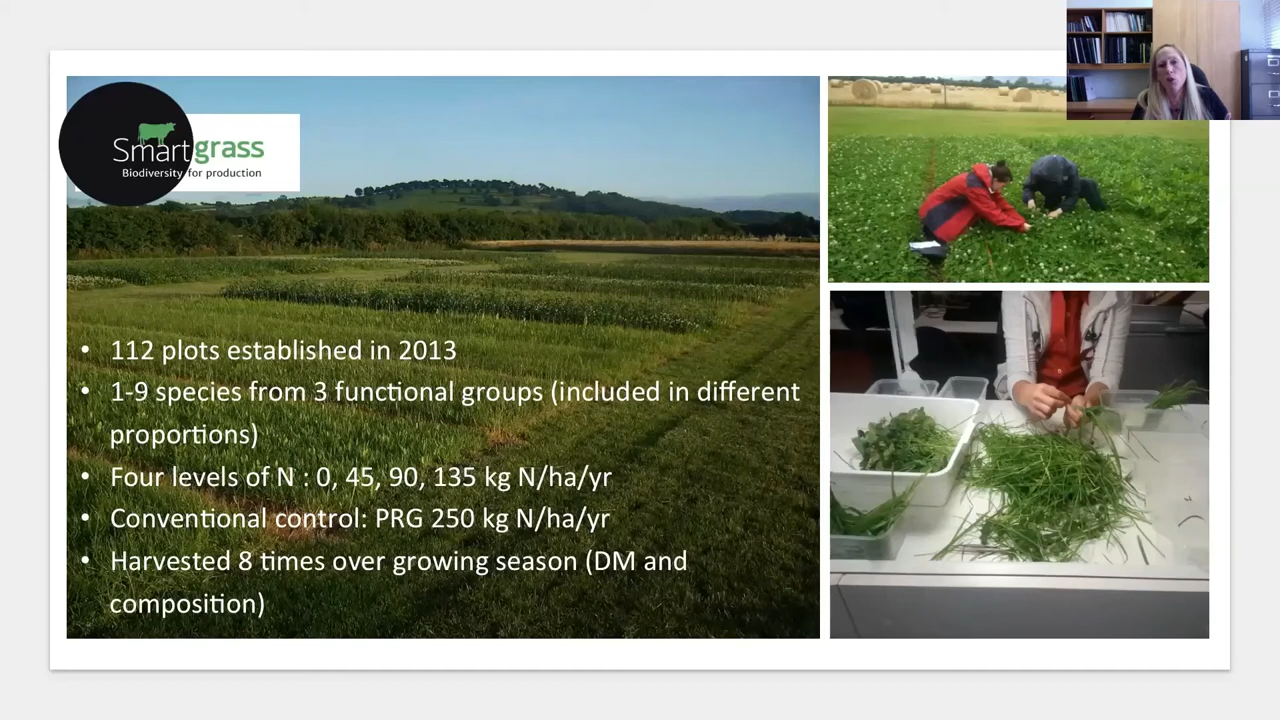 Smartgrass
Biodiversity for production
• 112 plots established in 2013
• 1-9 species from 3 functional groups (included in different
proportions)
• Four levels of N : 0, 45, 90, 135 kg N/ha/yr
• Conventional control: PRG 250 kg N/ha/yr
• Harvested 8 times over growing season (DM and
composition)